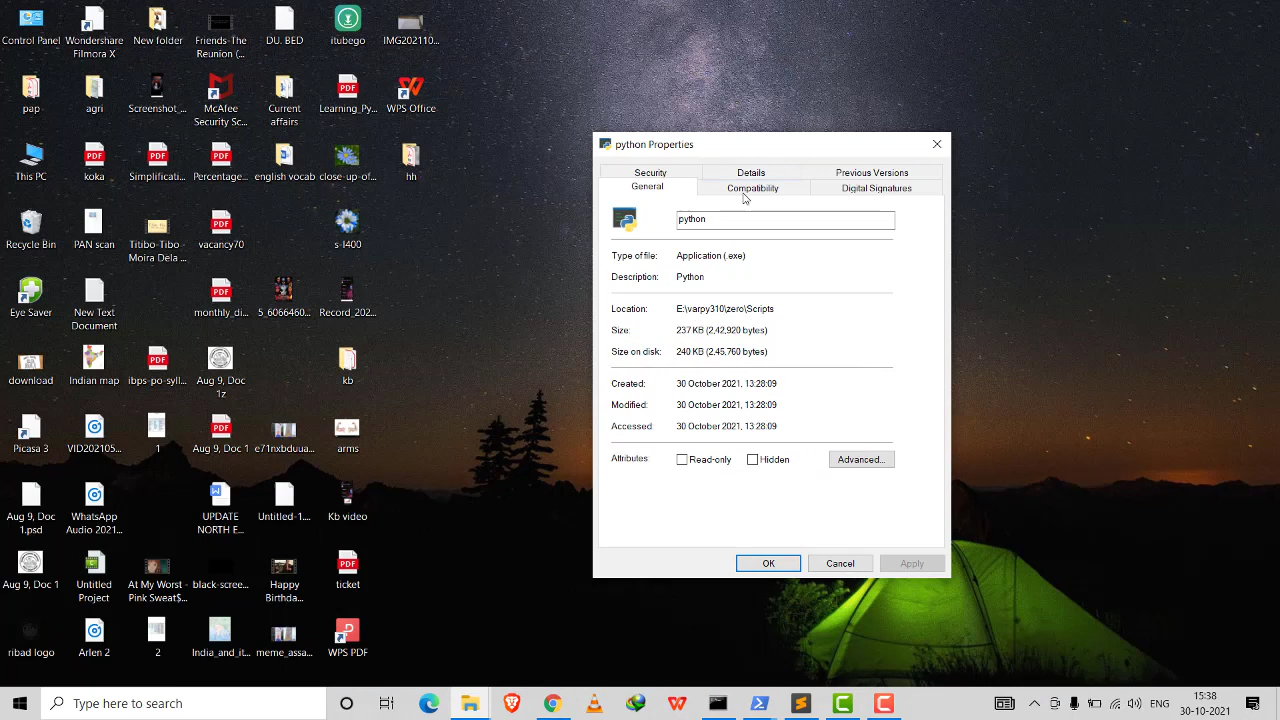 Control Panel
Wondershare
Filmora X
New folder
Friends-The
Reunion (...
DU. BED
itubego
IMG202110...
pap
agri
Screenshot_...
McAfee
Security Sc...
Current
affairs
Learning_Py...
WPS Office
This PC
koka
Simplificati...
Percentage...
english vocab
close-up-of...
hh
Recycle Bin
PAN scan
Titibo-Titibo
Moira Dela ...
vacancy70
s-l400
Eye Saver
New Text
Document
monthly_di...
5_6066460...
Record_202...
download
Indian map
ibps-po-syll...
Aug 9, Doc
1z
kb
Picasa 3
VID202105...
1
Aug 9, Doc 1
e71nxbduua...
arms
Aug 9, Doc
1.psd
WhatsApp
Audio 2021...
UPDATE
NORTH E...
Untitled-1....
Kb video
Aug 9, Doc 1
Untitled
Project
At My Worst -
Pink Sweat$...
black-scree...
Happy
Birthda...
ticket
ribad logo
Arlen 2
2
India_and_it...
meme_assa...
WPS PDF
python Properties
Security
Details
Previous Versions
General
Compatibility
Digital Signatures
python
Type of file: Application (.exe)
Description: Python
Location: E:\varpy310\zero\Scripts
Size: 237 KB (2,42,920 bytes)
Size on disk: 240 KB (2,45,760 bytes)
Created: 30 October 2021, 13:28:09
Modified: 30 October 2021, 13:28:09
Accessed: 30 October 2021, 13:28:09
Attributes: Read-only Hidden Advanced...
OK Cancel Apply
Type here to search
ENG
15:38
30-10-2021